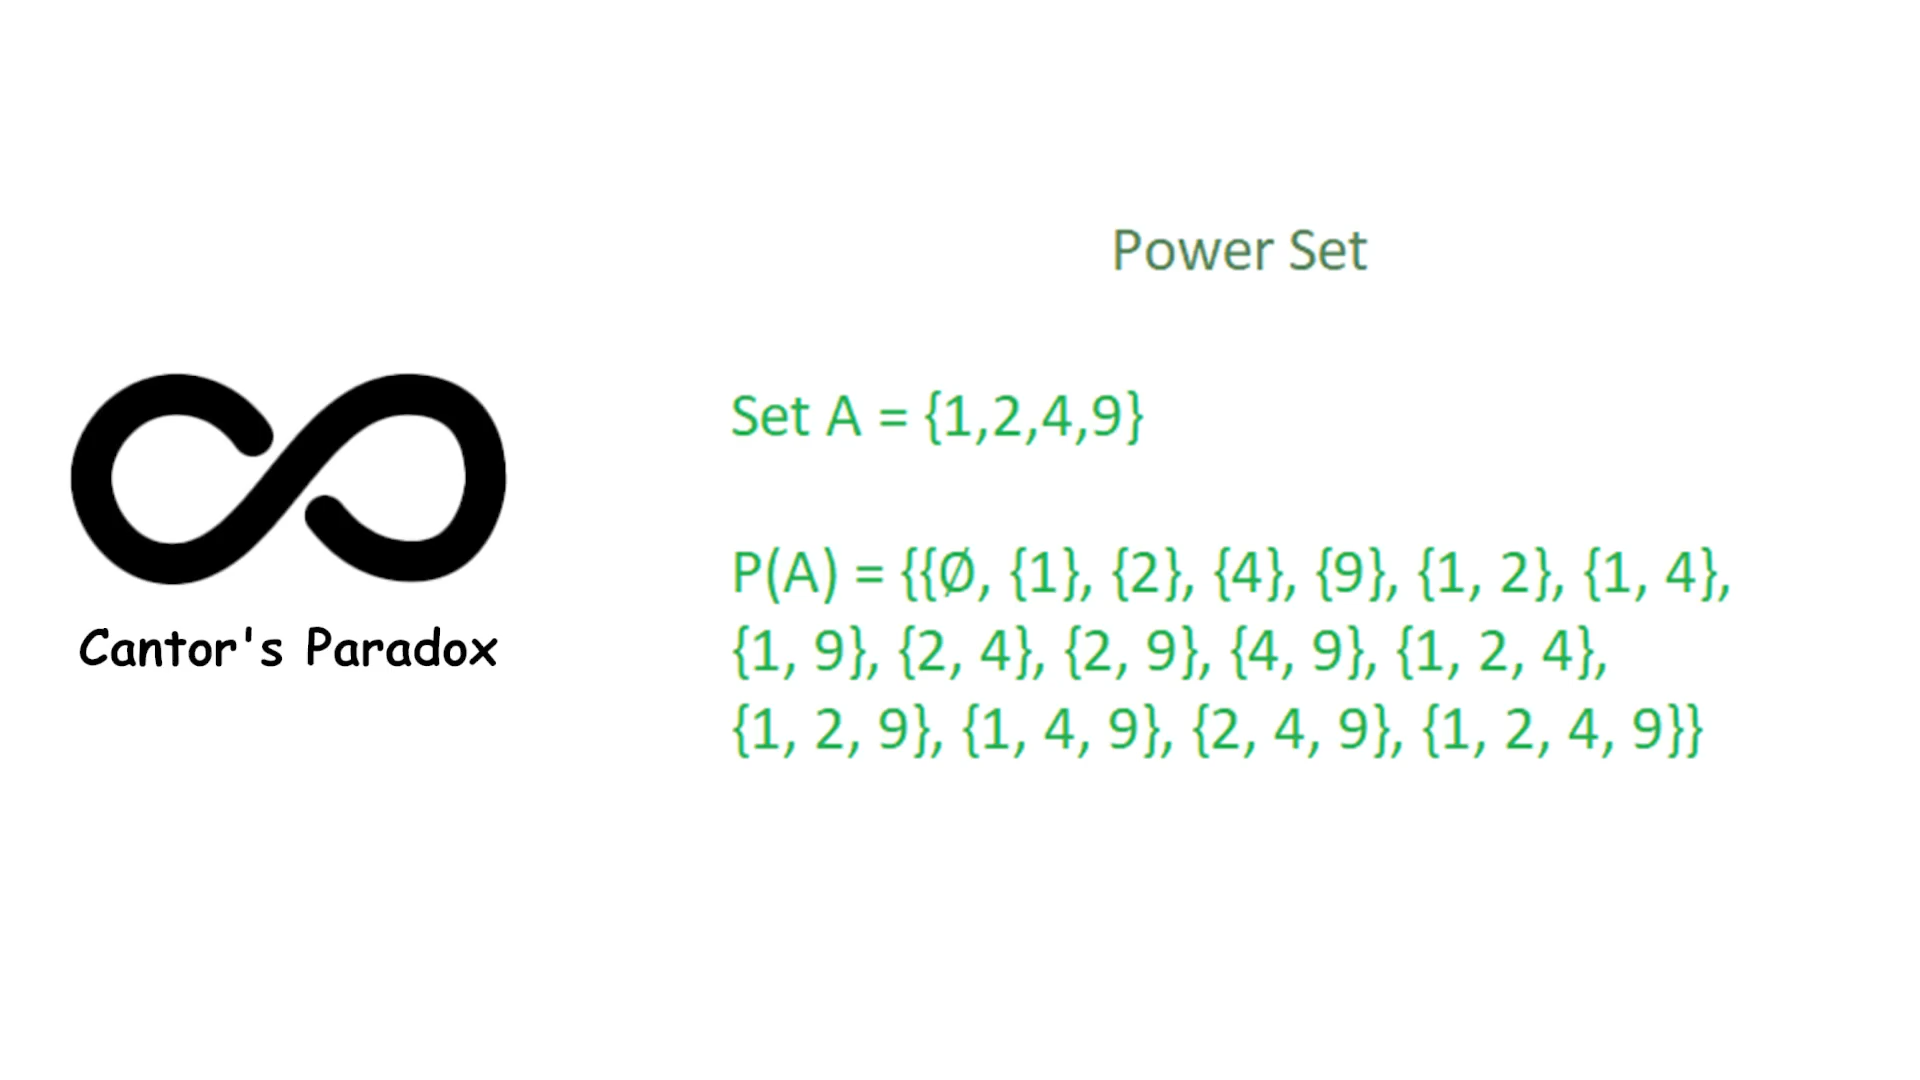 Power Set
Set A = {1,2,4,9}
P(A) = {{Ø, {1}, {2}, {4}, {9}, {1, 2}, {1, 4},
{1, 9}, {2, 4}, {2, 9}, {4, 9}, {1, 2, 4},
{1, 2, 9}, {1, 4, 9}, {2, 4, 9}, {1, 2, 4, 9}}
Cantor's Paradox